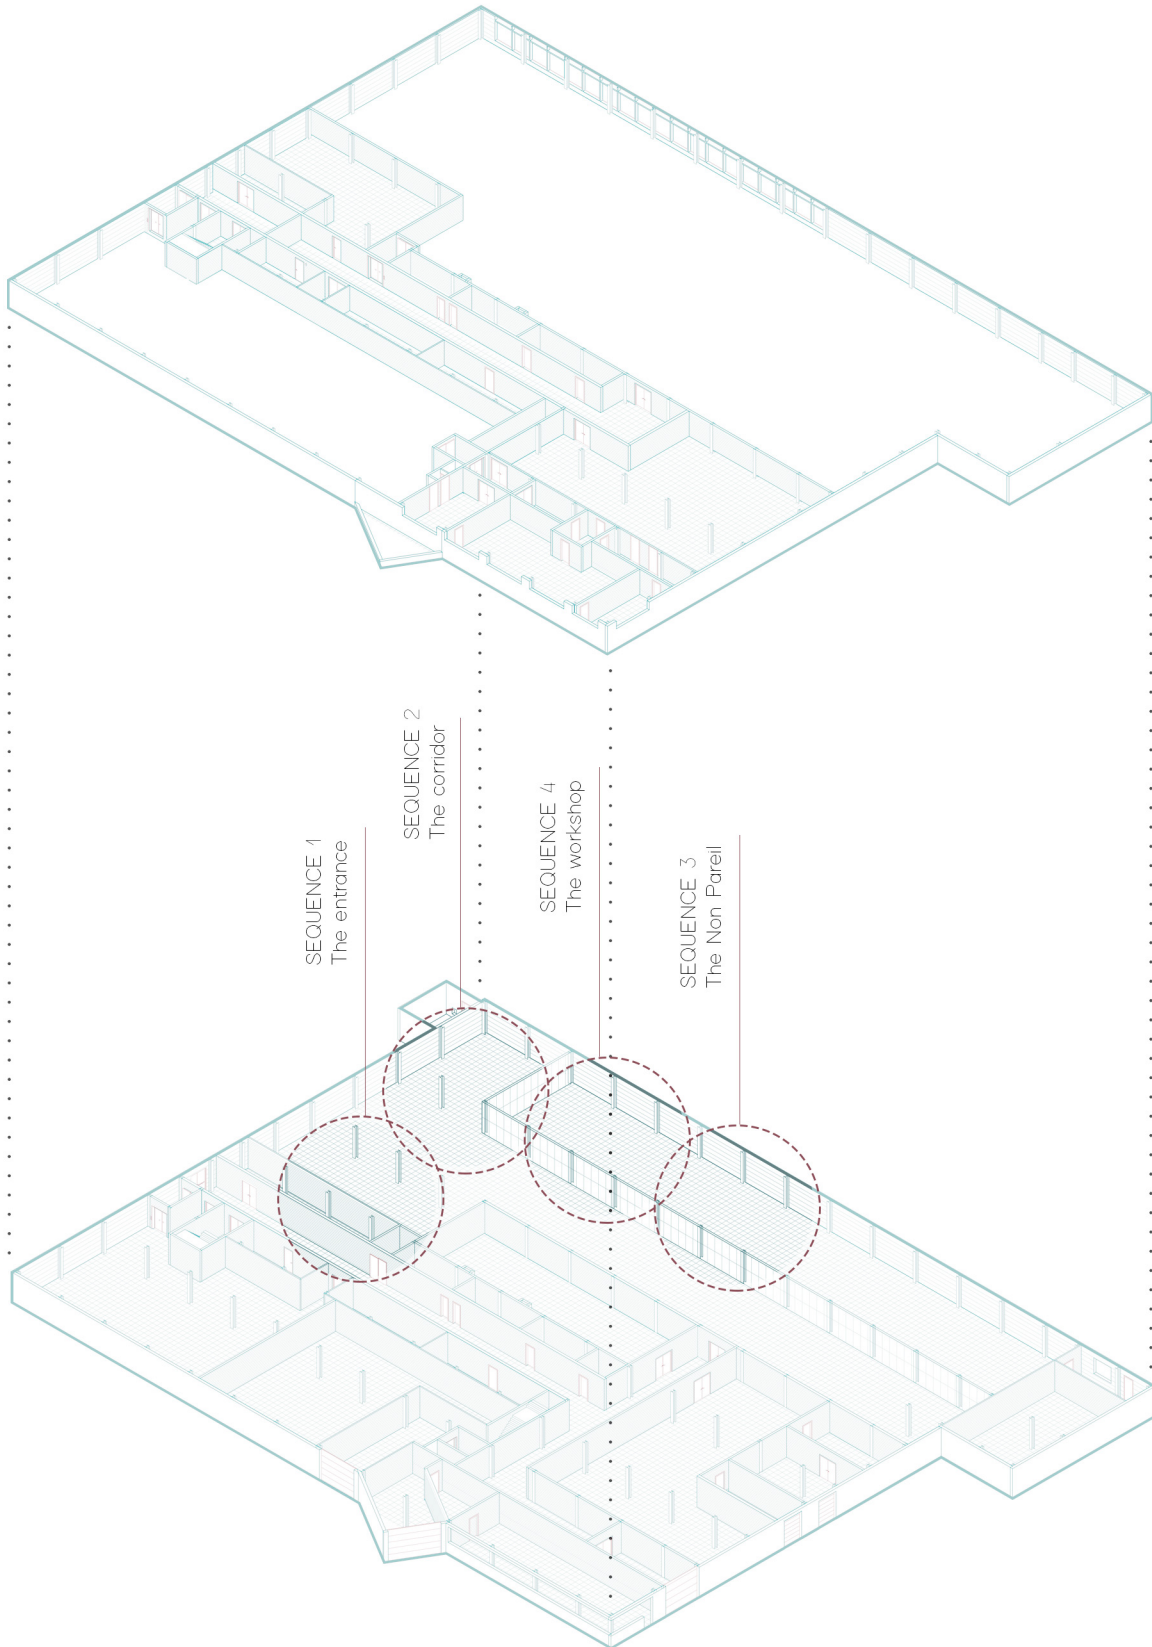 SEQUENCE 1
The entrance
SEQUENCE 2
The corridor
SEQUENCE 4
The workshop
SEQUENCE 3
The Non Pareil